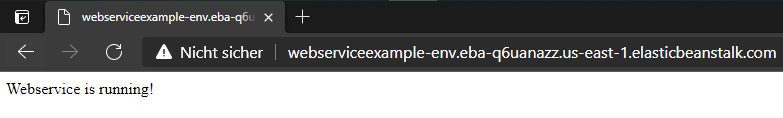 webserviceexample-env.eba-q6u
Nicht sicher webserviceexample-env.eba-q6uanazz.us-east-1.elasticbeanstalk.com
Webservice is running!